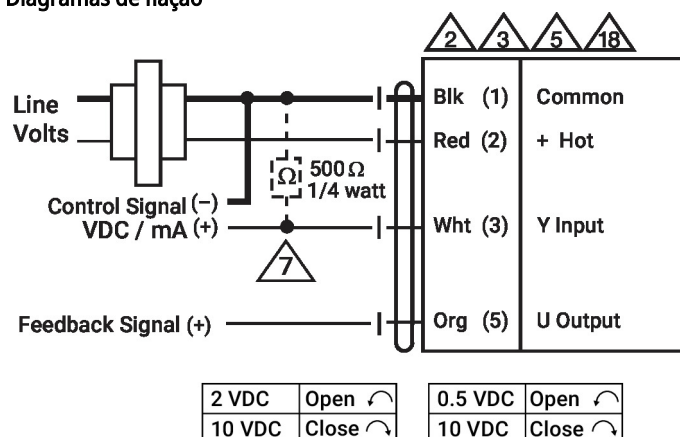 Diagramas de fiação
2 3 5 18
Line
Volts
Blk (1) Common
Red (2) + Hot
Ω 500 Ω
1/4 watt
Control Signal (−)
VDC / mA (+)
Wht (3) Y Input
7
Feedback Signal (+)
Org (5) U Output
2 VDC Open
10 VDC Close
0.5 VDC Open
10 VDC Close